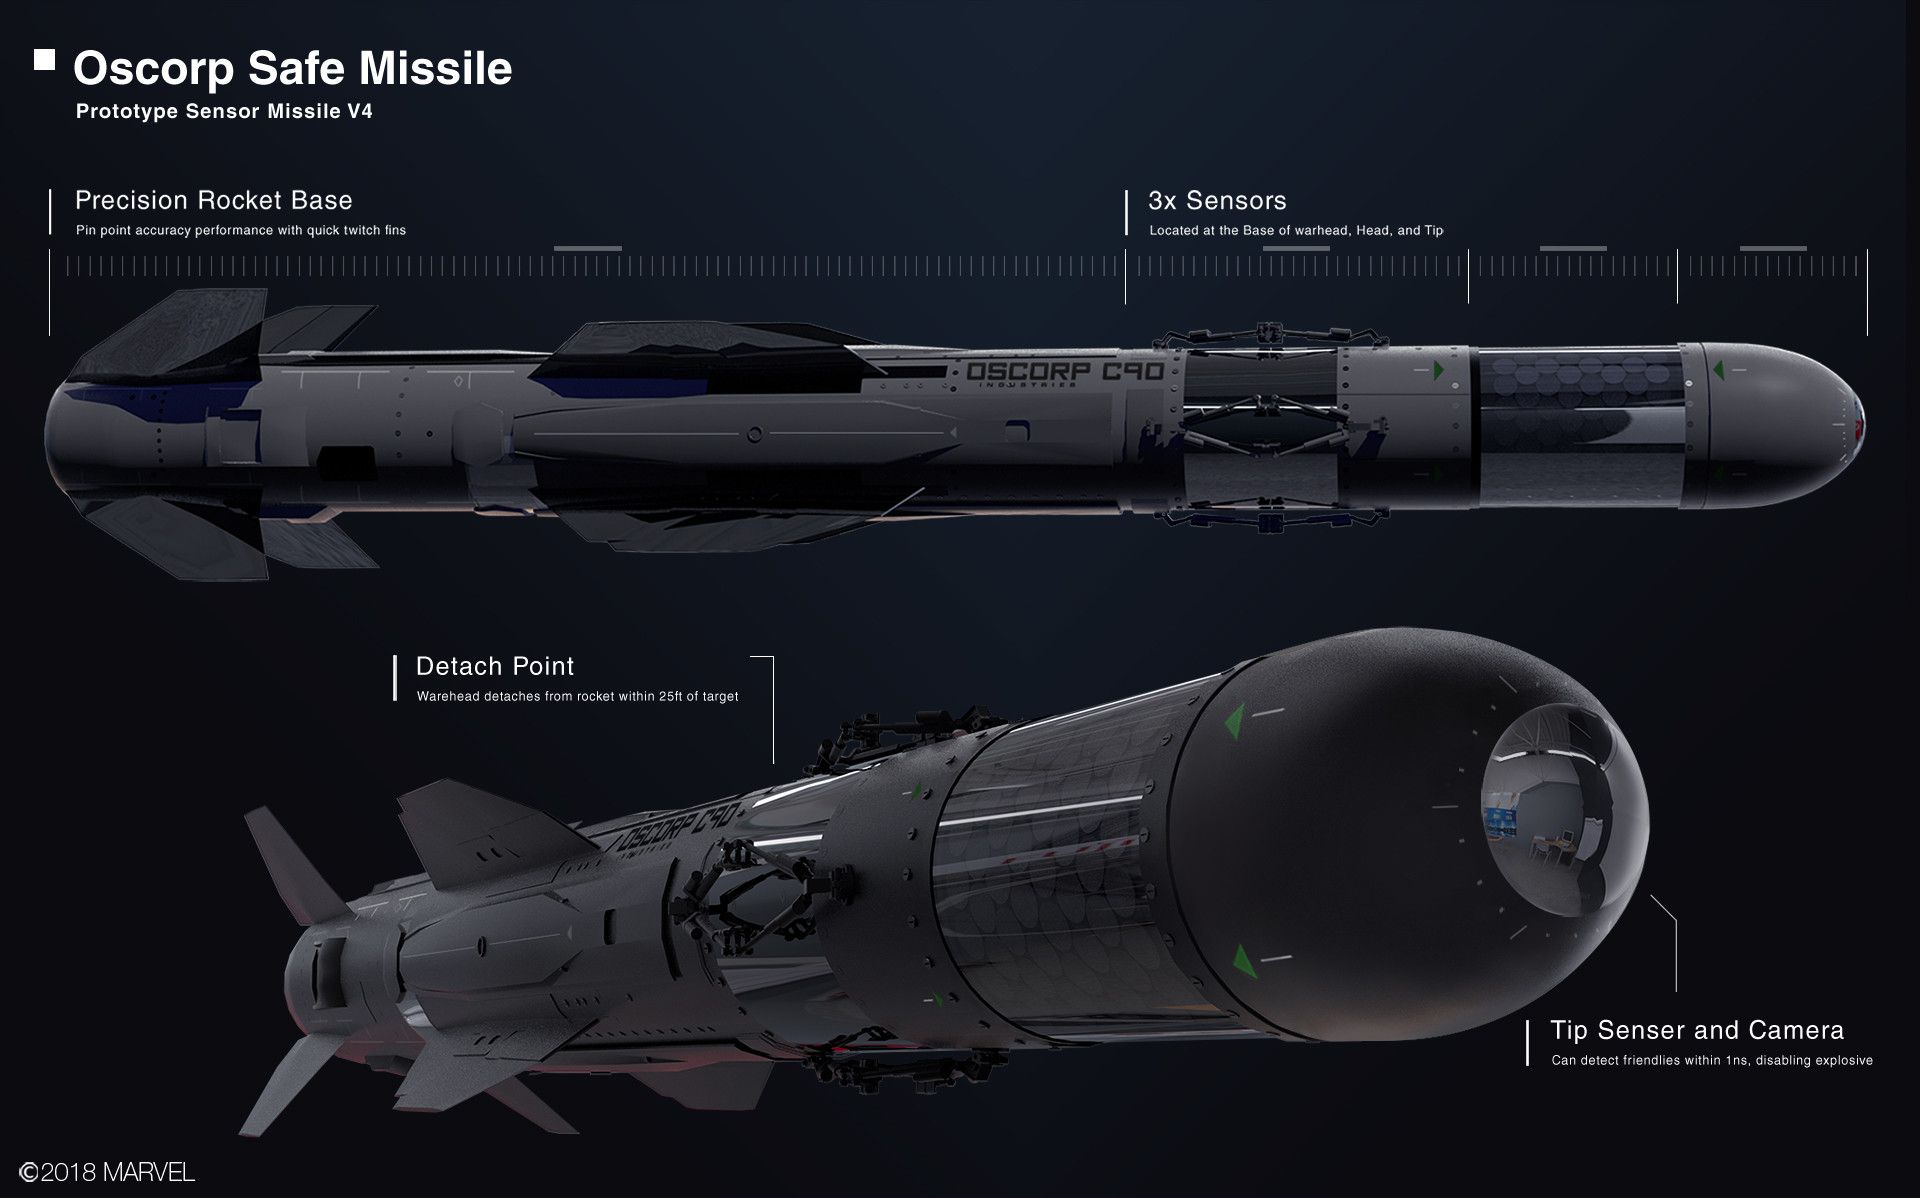 Oscorp Safe Missile
Prototype Sensor Missile V4
Precision Rocket Base
Pin point accuracy performance with quick twitch fins
3x Sensors
Located at the Base of warhead, Head, and Tip
OSCORP C90
INDUSTRIES
Detach Point
Warehead detaches from rocket within 25ft of target
OSCORP C90
INDUSTRIES
Tip Senser and Camera
Can detect friendlies within 1ns, disabling explosive
©2018 MARVEL